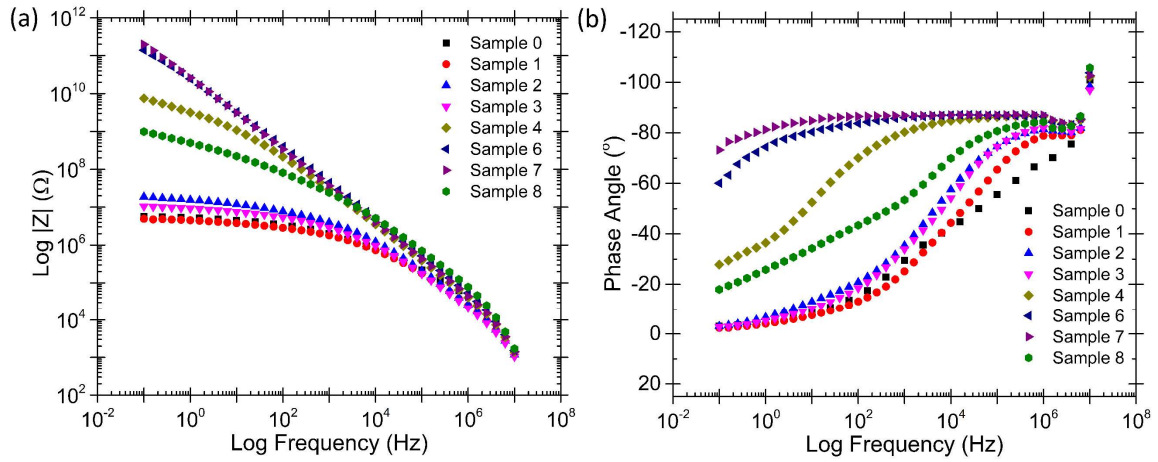 (a)
Log |Z| (Ω)
10^12
10^10
10^8
10^6
10^4
10^2
Sample 0
Sample 1
Sample 2
Sample 3
Sample 4
Sample 6
Sample 7
Sample 8
10^-2
10^0
10^2
10^4
10^6
10^8
Log Frequency (Hz)
(b)
Phase Angle (°)
-120
-100
-80
-60
-40
-20
0
20
Sample 0
Sample 1
Sample 2
Sample 3
Sample 4
Sample 6
Sample 7
Sample 8
10^-2
10^0
10^2
10^4
10^6
10^8
Log Frequency (Hz)